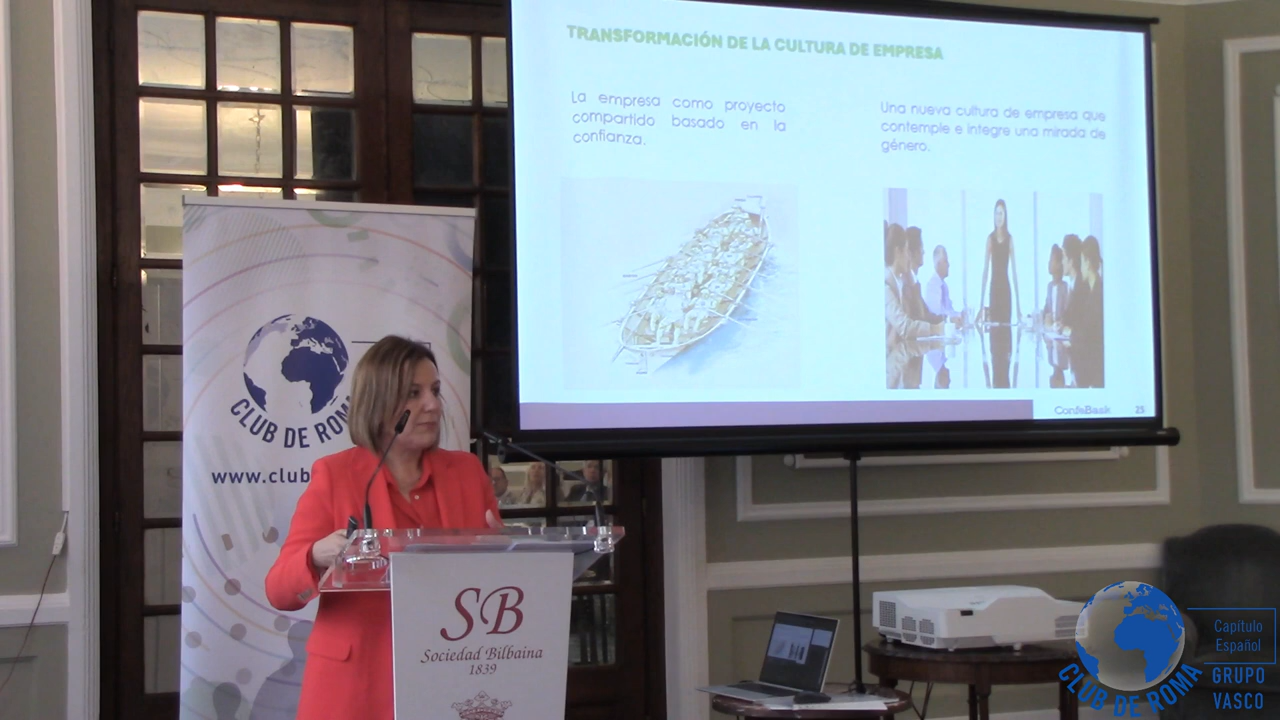 TRANSFORMACIÓN DE LA CULTURA DE EMPRESA
La empresa como proyecto
compartido basado en la
confianza.
Una nueva cultura de empresa que
contemple e integre una mirada de
género.
ConfeBask 25
CLUB DE ROMA
www.club
SB
Sociedad Bilbaina
1839
CLUB DE ROMA
Capítulo
Español
GRUPO
VASCO